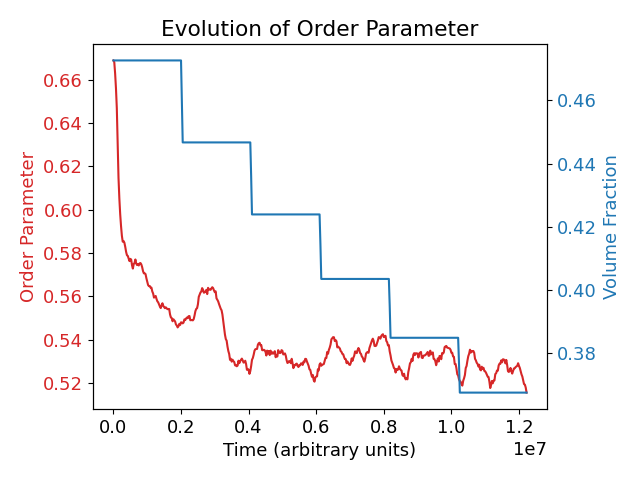 Evolution of Order Parameter
Order Parameter
0.66
0.64
0.62
0.60
0.58
0.56
0.54
0.52
0.46
0.44
0.42
0.40
0.38
Volume Fraction
0.0 0.2 0.4 0.6 0.8 1.0 1.2
1e7
Time (arbitrary units)